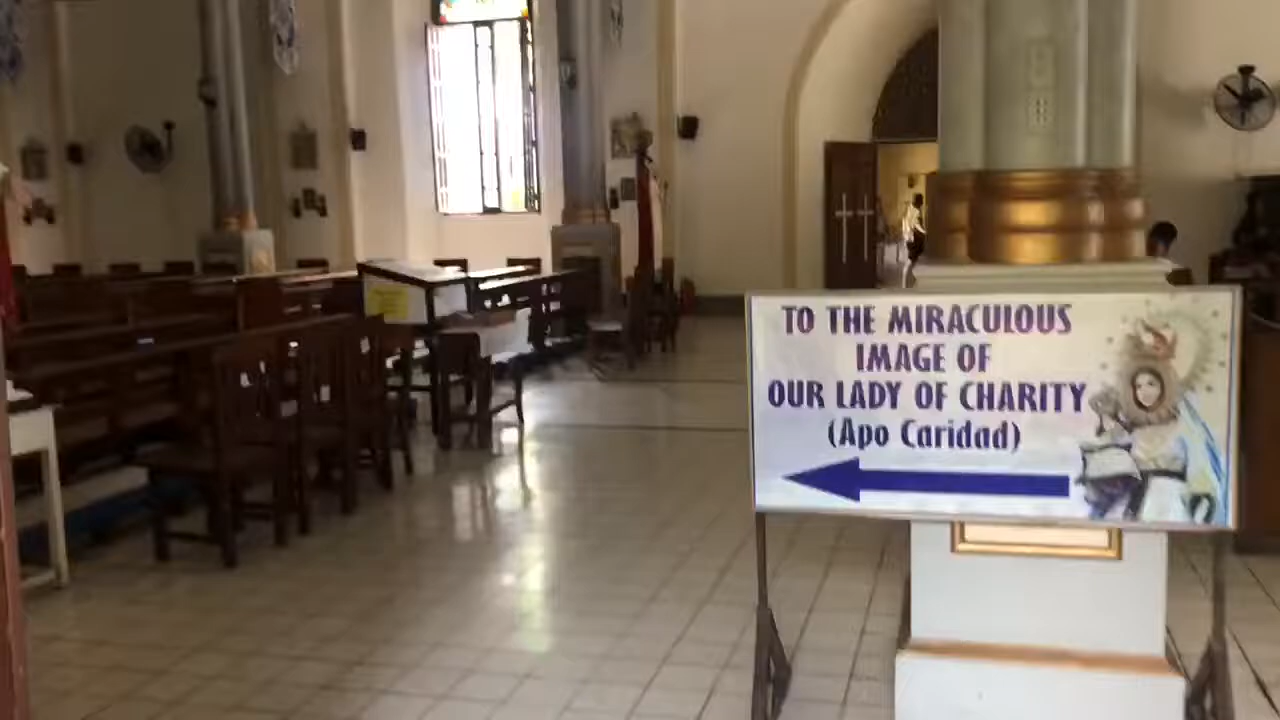 TO THE MIRACULOUS
IMAGE OF
OUR LADY OF CHARITY
(Apo Caridad)